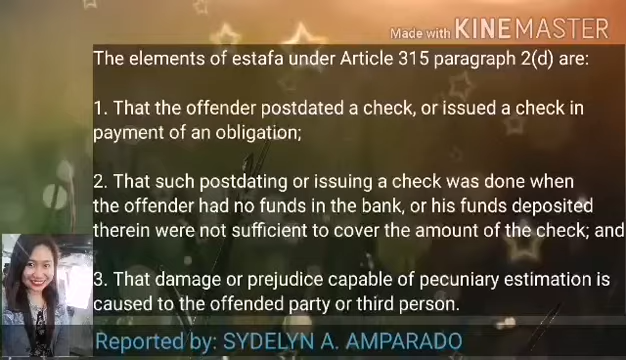 Made with KINEMASTER
The elements of estafa under Article 315 paragraph 2(d) are:
1. That the offender postdated a check, or issued a check in
payment of an obligation;
2. That such postdating or issuing a check was done when
the offender had no funds in the bank, or his funds deposited
therein were not sufficient to cover the amount of the check; and
3. That damage or prejudice capable of pecuniary estimation is
caused to the offended party or third person.
Reported by: SYDELYN A. AMPARADO